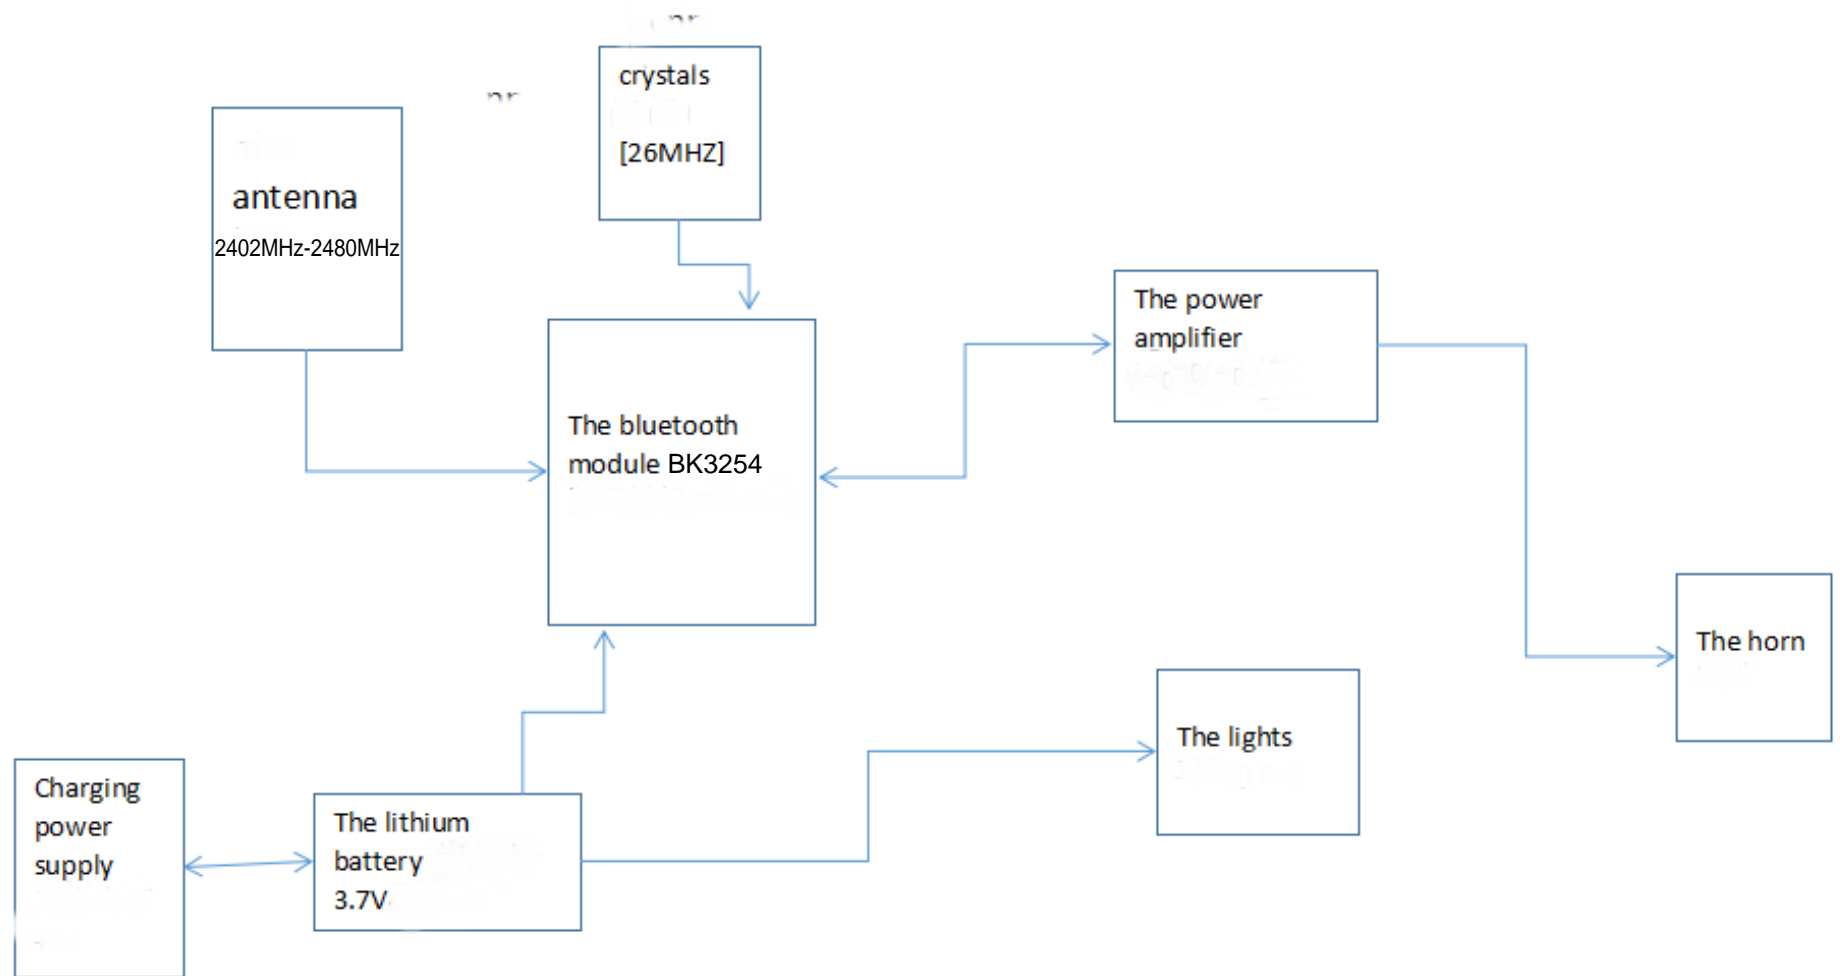 crystals
[26MHZ]
antenna
2402MHz-2480MHz
The power
amplifier
The bluetooth
module BK3254
The horn
The lights
Charging
power
supply
The lithium
battery
3.7V